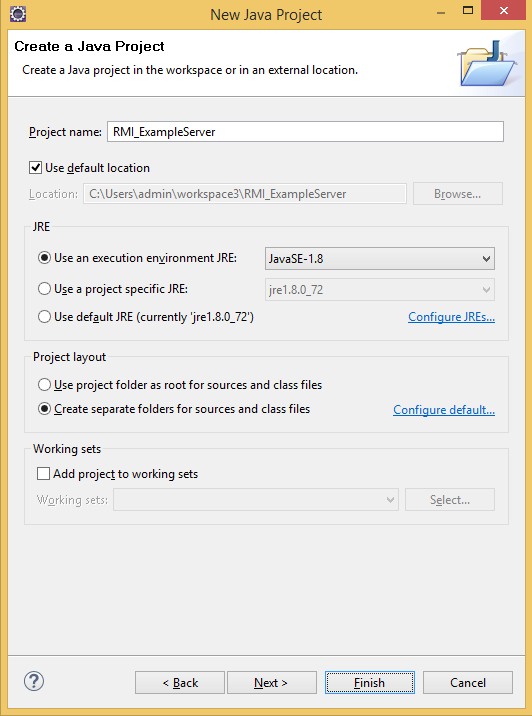 New Java Project
Create a Java Project
Create a Java project in the workspace or in an external location.
Project name: RMI_ExampleServer
Use default location
Location: C:\Users\admin\workspace3\RMI_ExampleServer Browse...
JRE
Use an execution environment JRE: JavaSE-1.8
Use a project specific JRE: jre1.8.0_72
Use default JRE (currently 'jre1.8.0_72') Configure JREs...
Project layout
Use project folder as root for sources and class files
Create separate folders for sources and class files Configure default...
Working sets
Add project to working sets
Working sets: Select...
? < Back Next > Finish Cancel